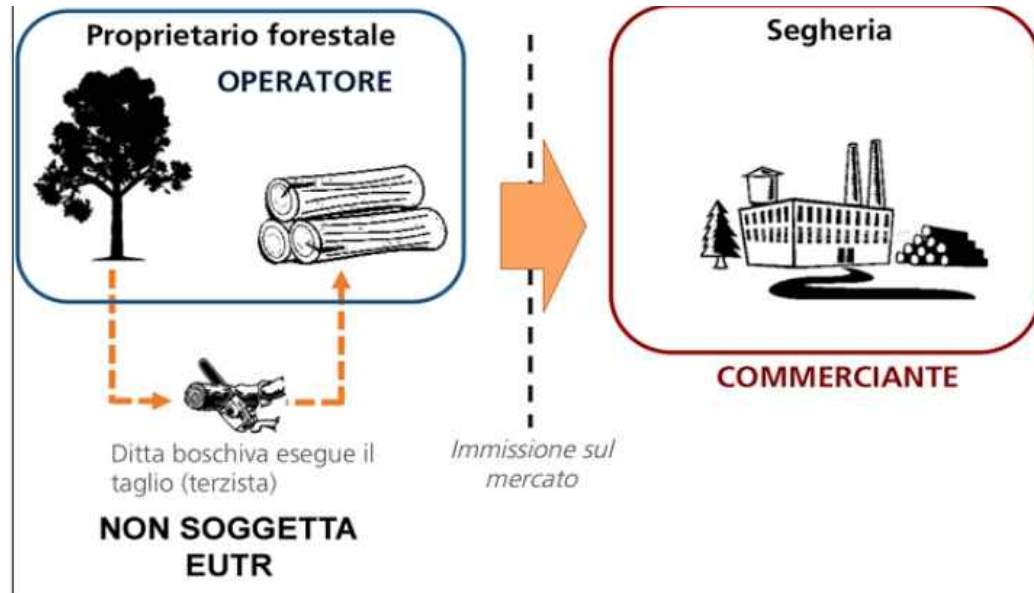 Proprietario forestale
OPERATORE
Ditta boschiva esegue il
taglio (terzista)
NON SOGGETTA
EUTR
Immissione sul
mercato
Segheria
COMMERCIANTE